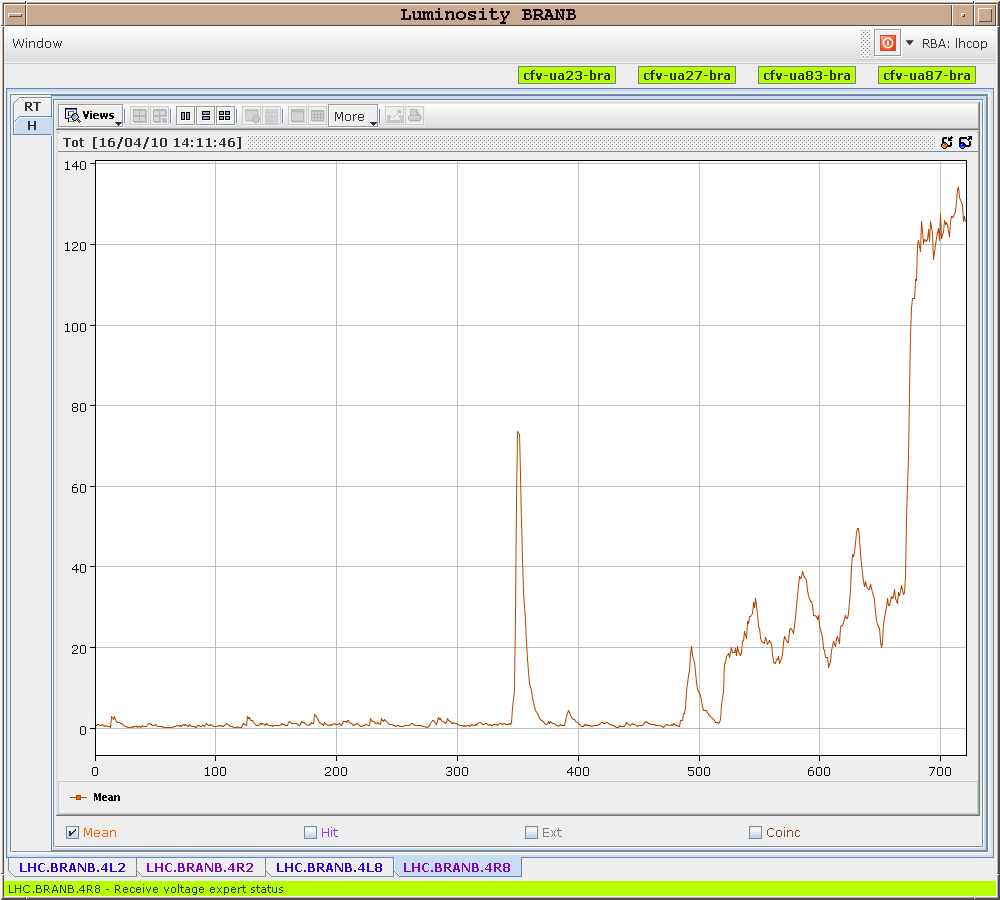 Luminosity BRANB
Window
RBA: lhcop
cfv-ua23-bra cfv-ua27-bra cfv-ua83-bra cfv-ua87-bra
RT
H
Views
More
Tot [16/04/10 14:11:46]
140
120
100
80
60
40
20
0
0 100 200 300 400 500 600 700
Mean
Mean Hit Ext Coinc
LHC.BRANB.4L2 LHC.BRANB.4R2 LHC.BRANB.4L8 LHC.BRANB.4R8
LHC.BRANB.4R8 - Receive voltage expert status